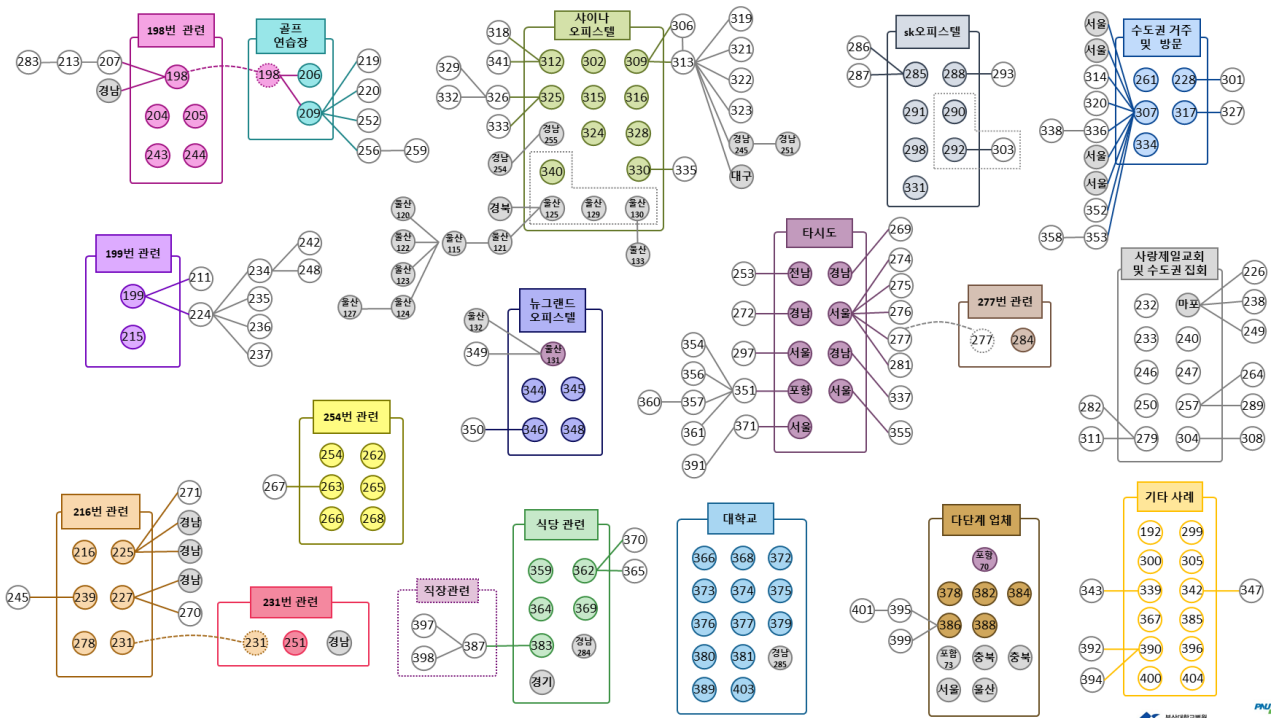 198번 관련
283
213
207
경남
198
204
205
243
244
골프
연습장
198
206
209
219
220
252
256
259
샤이나
오피스텔
318
341
312
302
309
329
332
326
333
325
315
316
324
328
경남
255
경남
254
340
330
335
경북
울산
125
울산
129
울산
130
울산
133
306
313
319
321
322
323
경남
245
경남
251
대구
울산
120
울산
122
울산
123
울산
115
울산
121
울산
127
울산
124
sk오피스텔
286
287
285
288
293
291
290
298
292
303
331
수도권 거주
및 방문
서울
서울
314
320
338
336
서울
서울
352
358
353
261
228
301
307
317
327
334
199번 관련
199
211
224
215
234
242
248
235
236
237
뉴그랜드
오피스텔
울산
132
349
울산
131
344
345
350
346
348
타시도
253
전남
경남
269
272
경남
서울
274
275
276
277
281
297
서울
경남
337
354
356
360
357
361
351
포항
서울
355
371
391
서울
277번 관련
277
284
사랑제일교회
및 수도권 집회
232
마포
226
238
249
233
240
246
247
250
257
264
289
282
311
279
304
308
254번 관련
254
262
267
263
265
266
268
216번 관련
216
225
271
경남
경남
245
239
227
경남
270
278
231
231번 관련
231
251
경남
직장관련
397
398
387
식당 관련
359
362
370
365
364
369
383
경남
284
경기
대학교
366
368
372
373
374
375
376
377
379
380
381
경남
285
389
403
다단계 업체
포항
70
378
382
384
401
395
399
386
388
포항
73
충북
충북
서울
울산
기타 사례
192
299
300
305
343
339
342
347
367
385
392
394
390
396
400
404
부산대학교병원
PNU